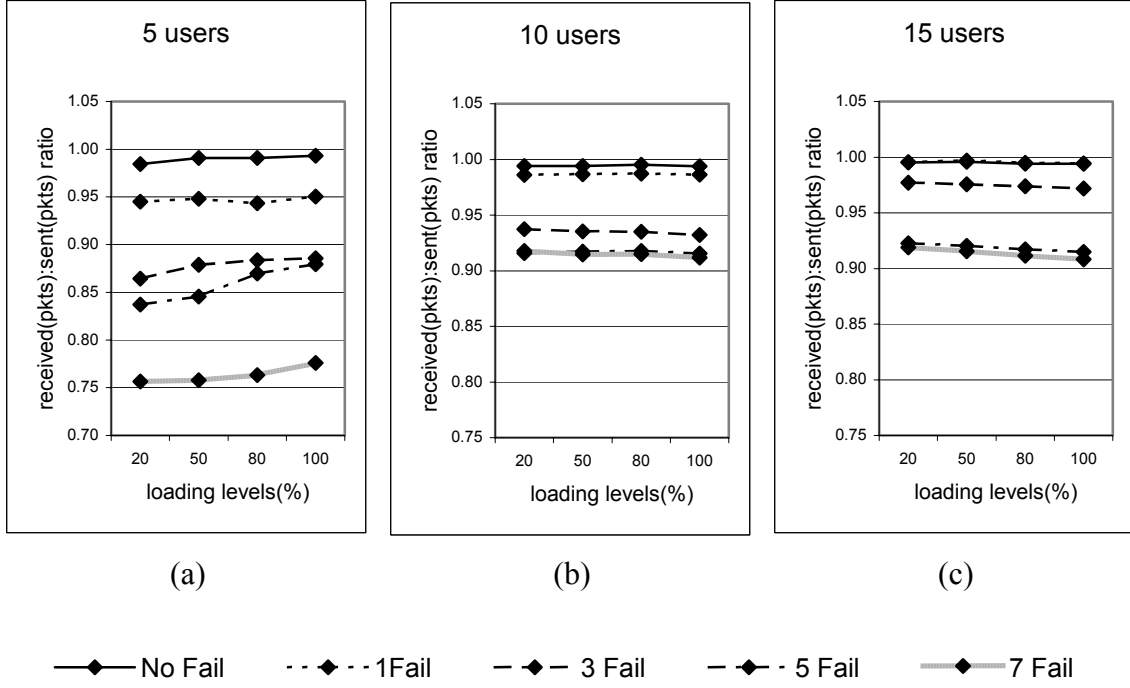 5 users
received(pkts):sent(pkts) ratio
1.05
1.00
0.95
0.90
0.85
0.80
0.75
0.70
20 50 80 100
loading levels(%)
(a)
10 users
received(pkts):sent(pkts) ratio
1.05
1.00
0.95
0.90
0.85
0.80
0.75
20 50 80 100
loading levels(%)
(b)
15 users
received(pkts):sent(pkts) ratio
1.05
1.00
0.95
0.90
0.85
0.80
0.75
20 50 80 100
loading levels(%)
(c)
No Fail 1Fail 3 Fail 5 Fail 7 Fail